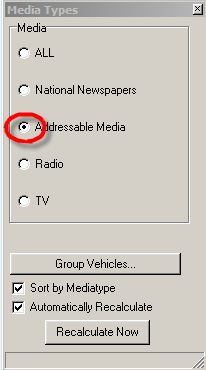 Media Types
Media
ALL
National Newspapers
Addressable Media
Radio
TV
Group Vehicles...
Sort by Mediatype
Automatically Recalculate
Recalculate Now